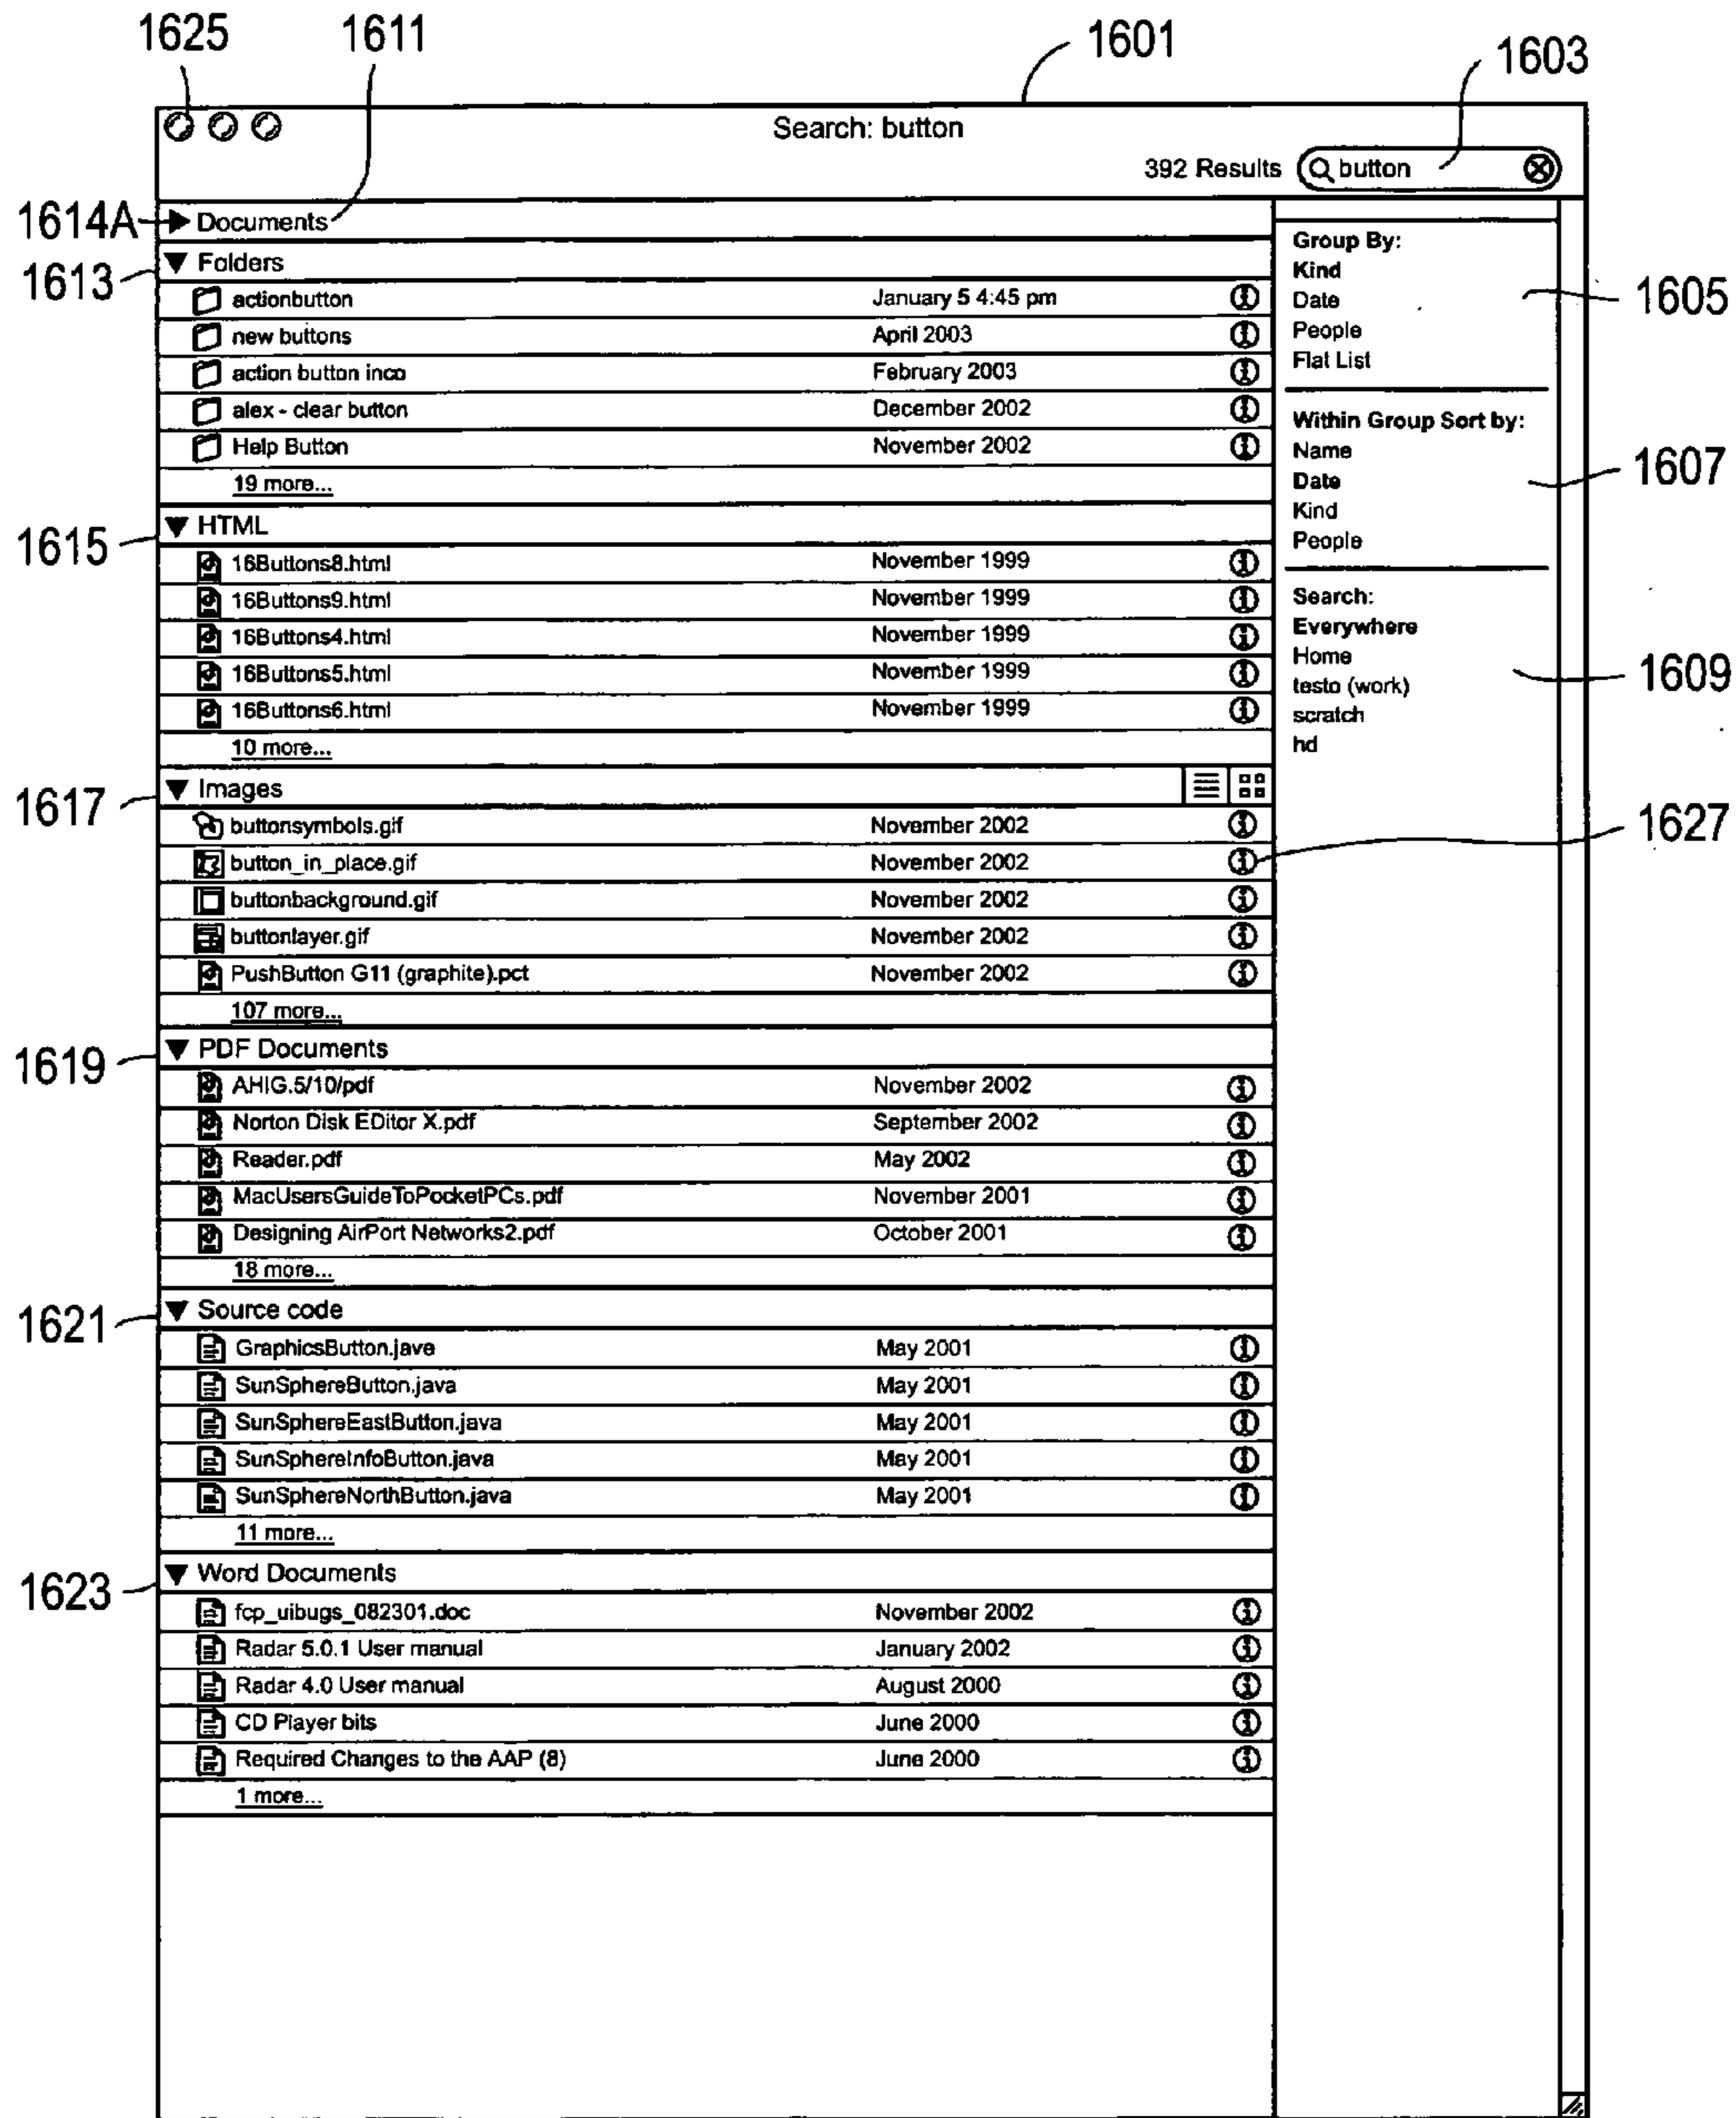 1625 1611 1601 1603
Search: button
392 Results button
1614A Documents
1613 Folders
actionbutton January 5 4:45 pm
new buttons April 2003
action button inco February 2003
alex - clear button December 2002
Help Button November 2002
19 more...
1615 HTML
16Buttons8.html November 1999
16Buttons9.html November 1999
16Buttons4.html November 1999
16Buttons5.html November 1999
16Buttons6.html November 1999
10 more...
1617 Images
buttonsymbols.gif November 2002
button_in_place.gif November 2002
buttonbackground.gif November 2002
buttonlayer.gif November 2002
PushButton G11 (graphite).pct November 2002
107 more...
1619 PDF Documents
AHIG.5/10/pdf November 2002
Norton Disk EDitor X.pdf September 2002
Reader.pdf May 2002
MacUsersGuideToPocketPCs.pdf November 2001
Designing AirPort Networks2.pdf October 2001
18 more...
1621 Source code
GraphicsButton.java May 2001
SunSphereButton.java May 2001
SunSphereEastButton.java May 2001
SunSphereInfoButton.java May 2001
SunSphereNorthButton.java May 2001
11 more...
1623 Word Documents
fcp_uibugs_082301.doc November 2002
Radar 5.0.1 User manual January 2002
Radar 4.0 User manual August 2000
CD Player bits June 2000
Required Changes to the AAP (8) June 2000
1 more...
Group By:
Kind
Date
People
Flat List
1605
Within Group Sort by:
Name
Date
Kind
People
1607
Search:
Everywhere
Home
testo (work)
scratch
hd
1609
1627